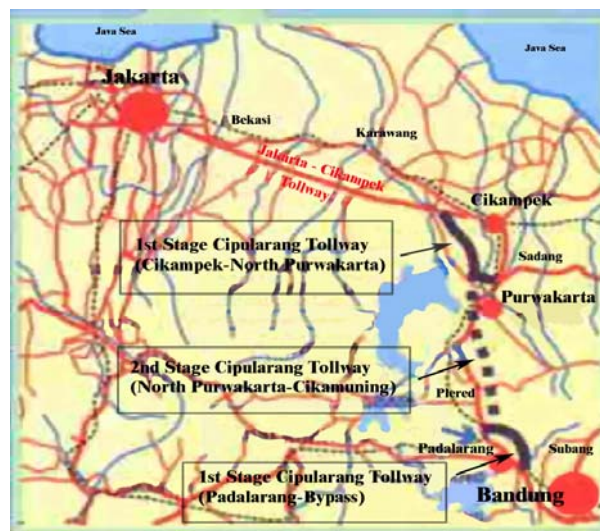 Java Sea
Java Sea
Jakarta
Bekasi
Karawang
Jakarta - Cikampek
Tollway
Cikampek
1st Stage Cipularang Tollway
(Cikampek-North Purwakarta)
Sadang
Purwakarta
2nd Stage Cipularang Tollway
(North Purwakarta-Cikamuning)
Plered
Padalarang
Subang
1st Stage Cipularang Tollway
(Padalarang-Bypass)
Bandung